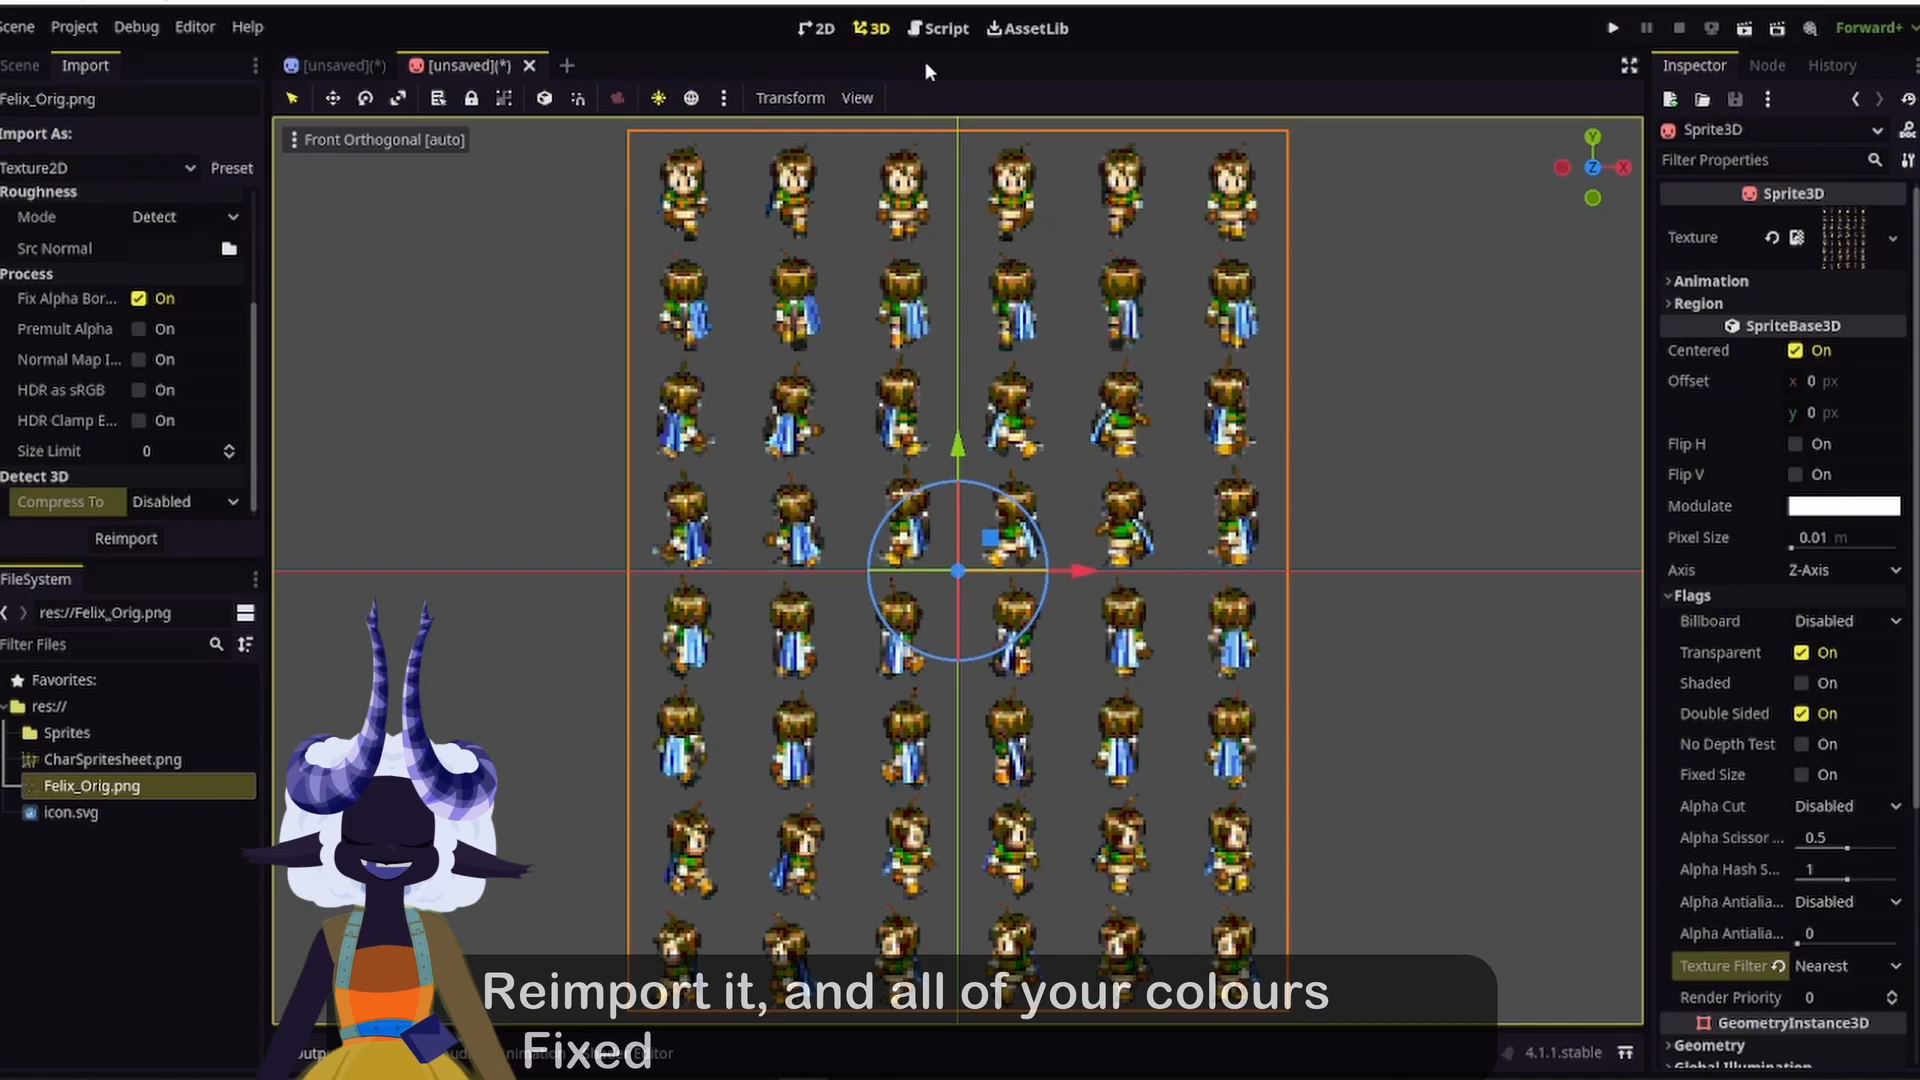 Scene Project Debug Editor Help
2D 3D Script AssetLib
Forward+
Scene Import
[unsaved](*) [unsaved](*)
Inspector Node History
Felix_Orig.png
Transform View
Import As:
Front Orthogonal [auto]
Sprite3D
Texture2D Preset
Filter Properties
Roughness
Mode Detect
Src Normal
Process
Fix Alpha Bor... On
Premult Alpha On
Normal Map I... On
HDR as sRGB On
HDR Clamp E... On
Size Limit 0
Detect 3D
Compress To Disabled
Reimport
FileSystem
res://Felix_Orig.png
Filter Files
Favorites:
res://
Sprites
CharSpritesheet.png
Felix_Orig.png
icon.svg
Y
Z X
Sprite3D
Texture
Animation
Region
SpriteBase3D
Centered On
Offset x 0 px
y 0 px
Flip H On
Flip V On
Modulate
Pixel Size 0.01 m
Axis Z-Axis
Flags
Billboard Disabled
Transparent On
Shaded On
Double Sided On
No Depth Test On
Fixed Size On
Alpha Cut Disabled
Alpha Scissor ... 0.5
Alpha Hash S... 1
Alpha Antialia... Disabled
Alpha Antialia... 0
Texture Filter Nearest
Render Priority 0
GeometryInstance3D
Geometry
Global Illumination
Reimport it, and all of your colours
Fixed
Editor
4.1.1.stable